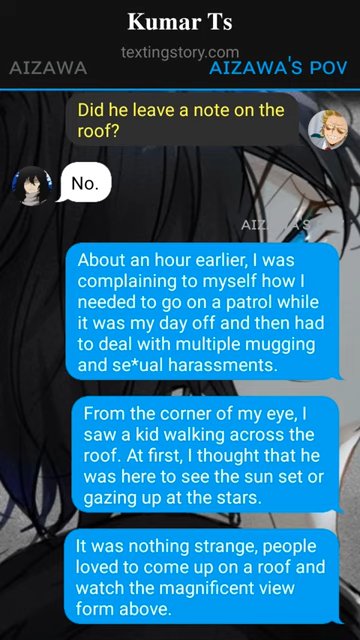 Kumar Ts
textingstory.com
AIZAWA
AIZAWA'S POV
Did he leave a note on the
roof?
No.
About an hour earlier, I was
complaining to myself how I
needed to go on a patrol while
it was my day off and then had
to deal with multiple mugging
and se*ual harassments.
From the corner of my eye, I
saw a kid walking across the
roof. At first, I thought that he
was here to see the sun set or
gazing up at the stars.
It was nothing strange, people
loved to come up on a roof and
watch the magnificent view
form above.